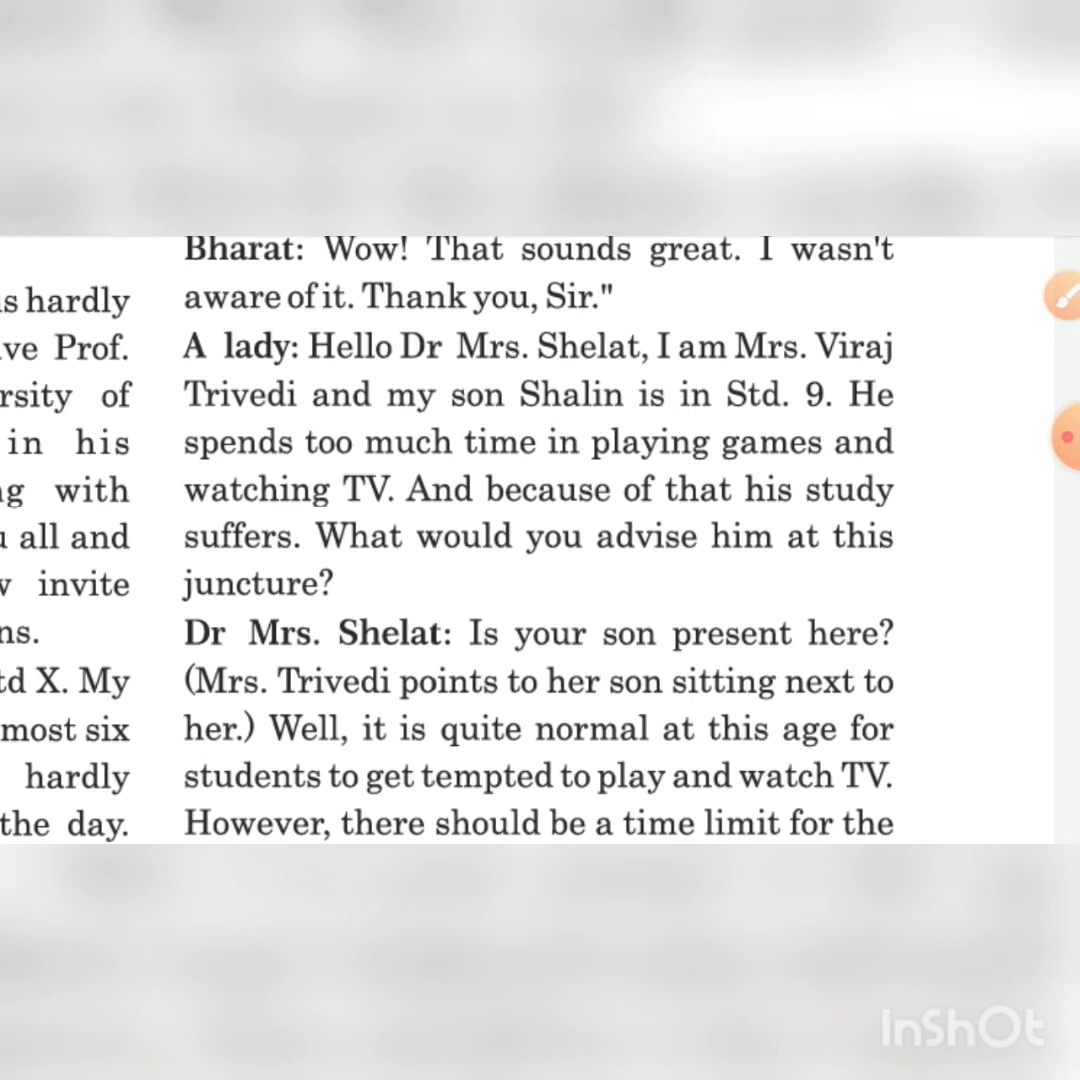 s hardly
ve Prof.
rsity of
in his
g with
all and
invite
ns.
td X. My
most six
hardly
the day.
Bharat: Wow! That sounds great. I wasn't
aware of it. Thank you, Sir."
A lady: Hello Dr Mrs. Shelat, I am Mrs. Viraj
Trivedi and my son Shalin is in Std. 9. He
spends too much time in playing games and
watching TV. And because of that his study
suffers. What would you advise him at this
juncture?
Dr Mrs. Shelat: Is your son present here?
(Mrs. Trivedi points to her son sitting next to
her.) Well, it is quite normal at this age for
students to get tempted to play and watch TV.
However, there should be a time limit for the
InShOt